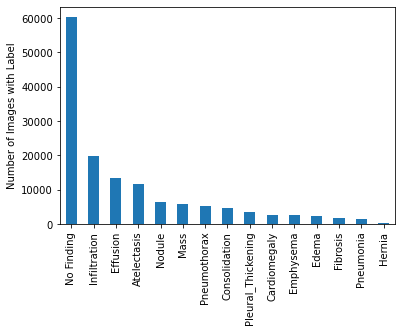 60000
50000
40000
30000
20000
10000
0
Number of Images with Label
No Finding
Infiltration
Effusion
Atelectasis
Nodule
Mass
Pneumothorax
Consolidation
Pleural_Thickening
Cardiomegaly
Emphysema
Edema
Fibrosis
Pneumonia
Hernia